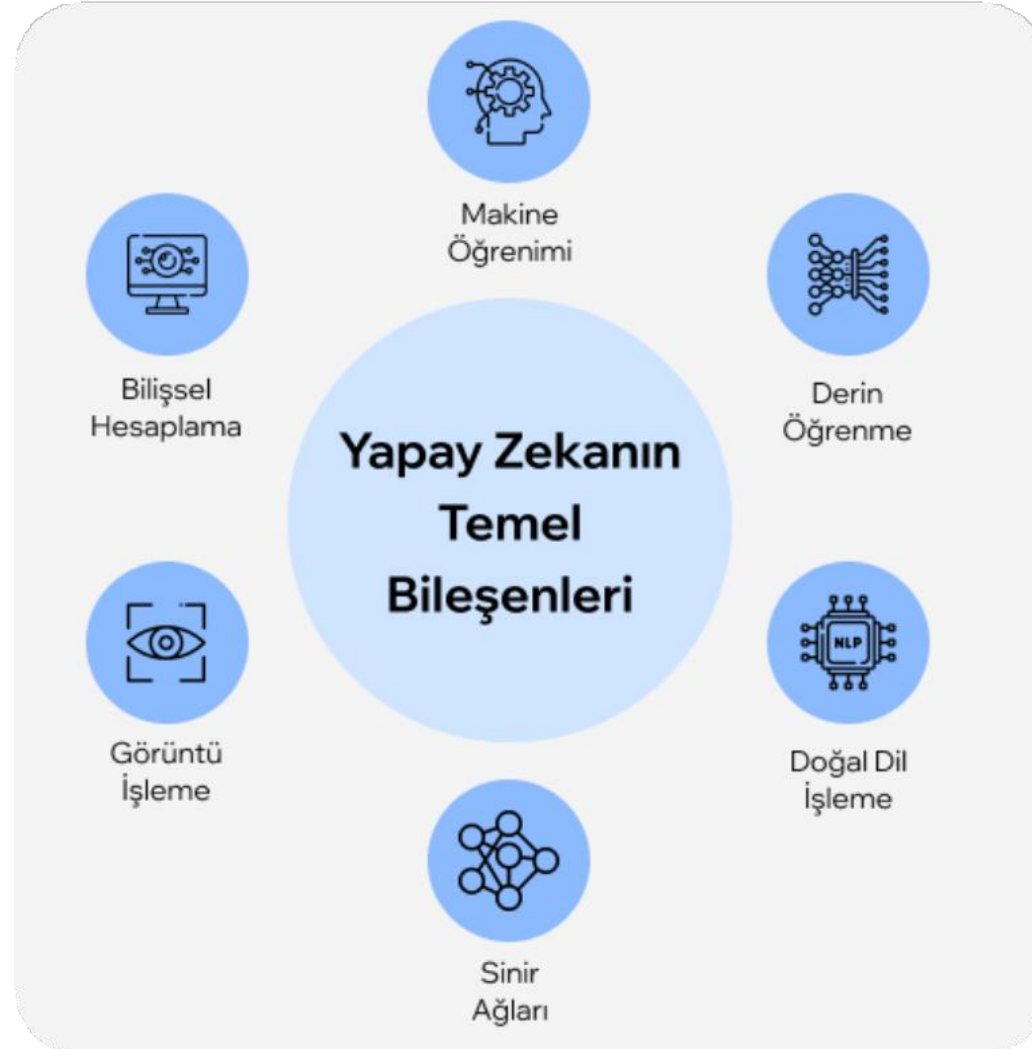 Makine
Öğrenimi
Bilişsel
Hesaplama
Derin
Öğrenme
Yapay Zekanın
Temel
Bileşenleri
NLP
Görüntü
İşleme
Doğal Dil
İşleme
Sinir
Ağları